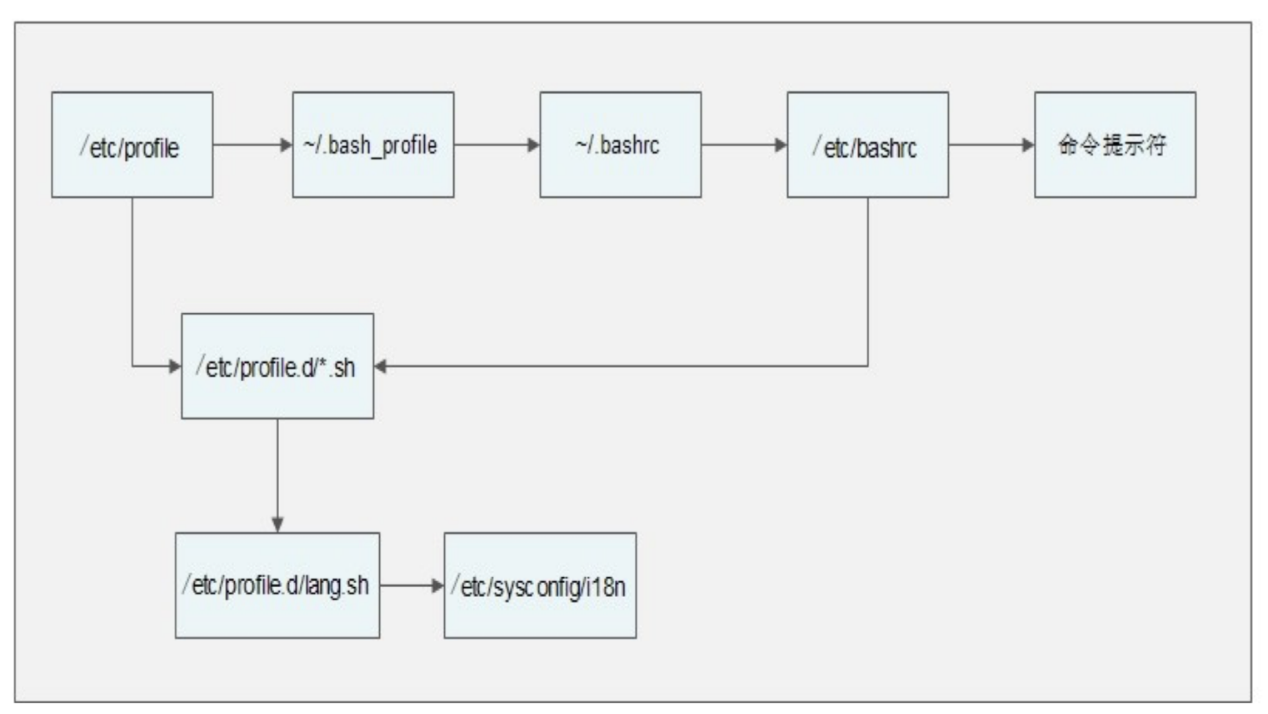 /etc/profile
~/.bash_profile
~/.bashrc
/etc/bashrc
命令提示符
/etc/profile.d/*.sh
/etc/profile.d/lang.sh
/etc/sysconfig/i18n